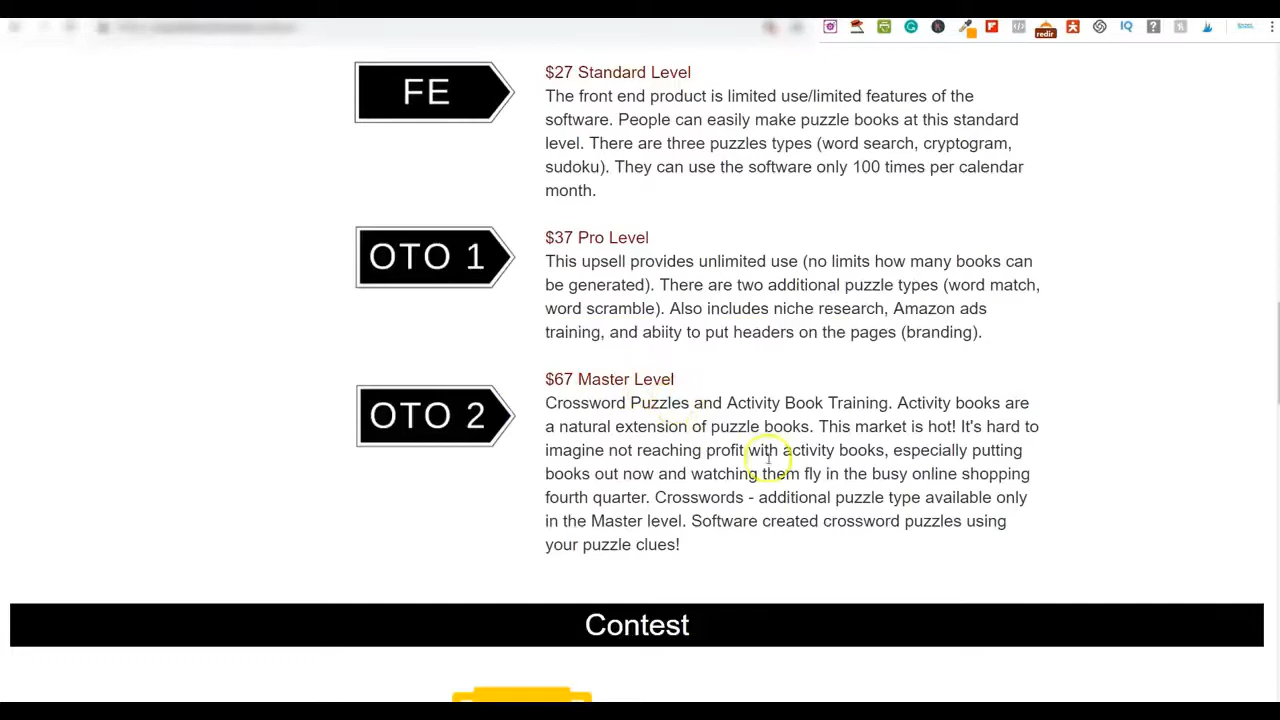 redir
IQ
FE
$27 Standard Level
The front end product is limited use/limited features of the
software. People can easily make puzzle books at this standard
level. There are three puzzles types (word search, cryptogram,
sudoku). They can use the software only 100 times per calendar
month.
OTO 1
$37 Pro Level
This upsell provides unlimited use (no limits how many books can
be generated). There are two additional puzzle types (word match,
word scramble). Also includes niche research, Amazon ads
training, and abiity to put headers on the pages (branding).
OTO 2
$67 Master Level
Crossword Puzzles and Activity Book Training. Activity books are
a natural extension of puzzle books. This market is hot! It's hard to
imagine not reaching profit with activity books, especially putting
books out now and watching them fly in the busy online shopping
fourth quarter. Crosswords - additional puzzle type available only
in the Master level. Software created crossword puzzles using
your puzzle clues!
Contest